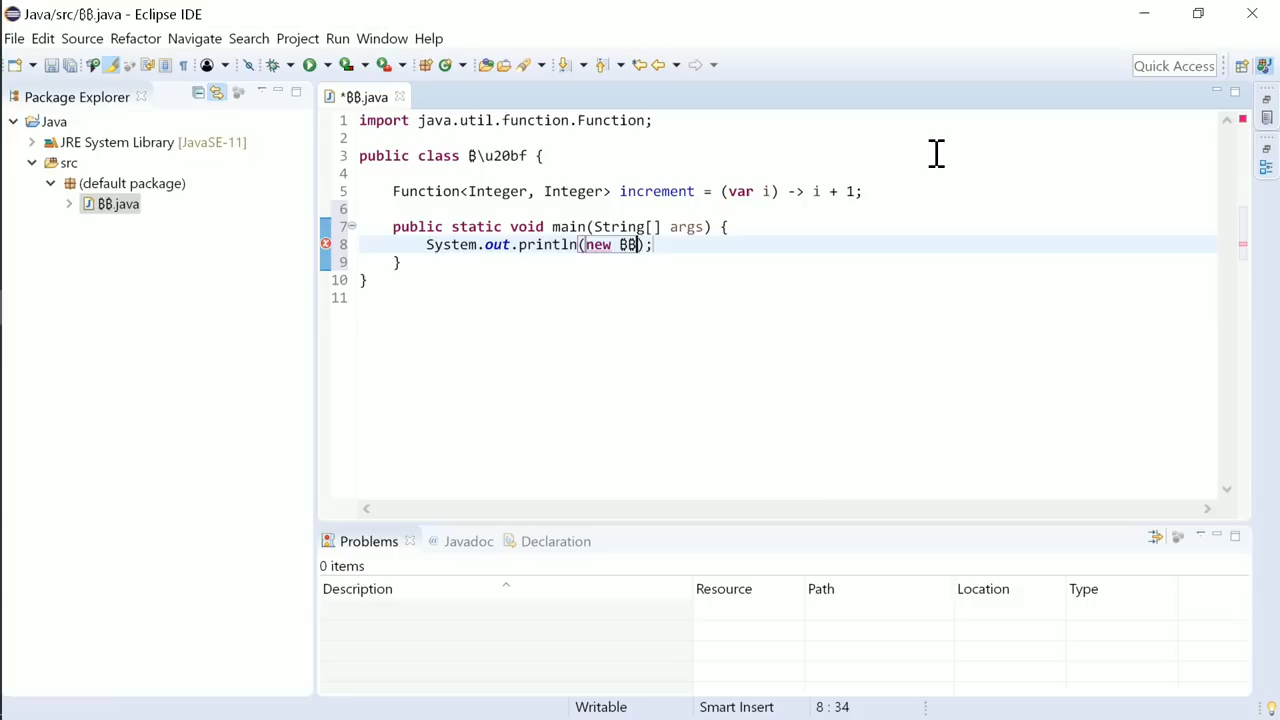 Java/src/₿₿.java - Eclipse IDE
File Edit Source Refactor Navigate Search Project Run Window Help
Quick Access
Package Explorer
*₿₿.java
Java
JRE System Library [JavaSE-11]
src
(default package)
₿₿.java
1 import java.util.function.Function;
2
3 public class ₿\u20bf {
4
5 Function<Integer, Integer> increment = (var i) -> i + 1;
6
7 public static void main(String[] args) {
8 System.out.println(new ₿₿);
9 }
10 }
11
Problems @ Javadoc Declaration
0 items
Description Resource Path Location Type
Writable Smart Insert 8 : 34